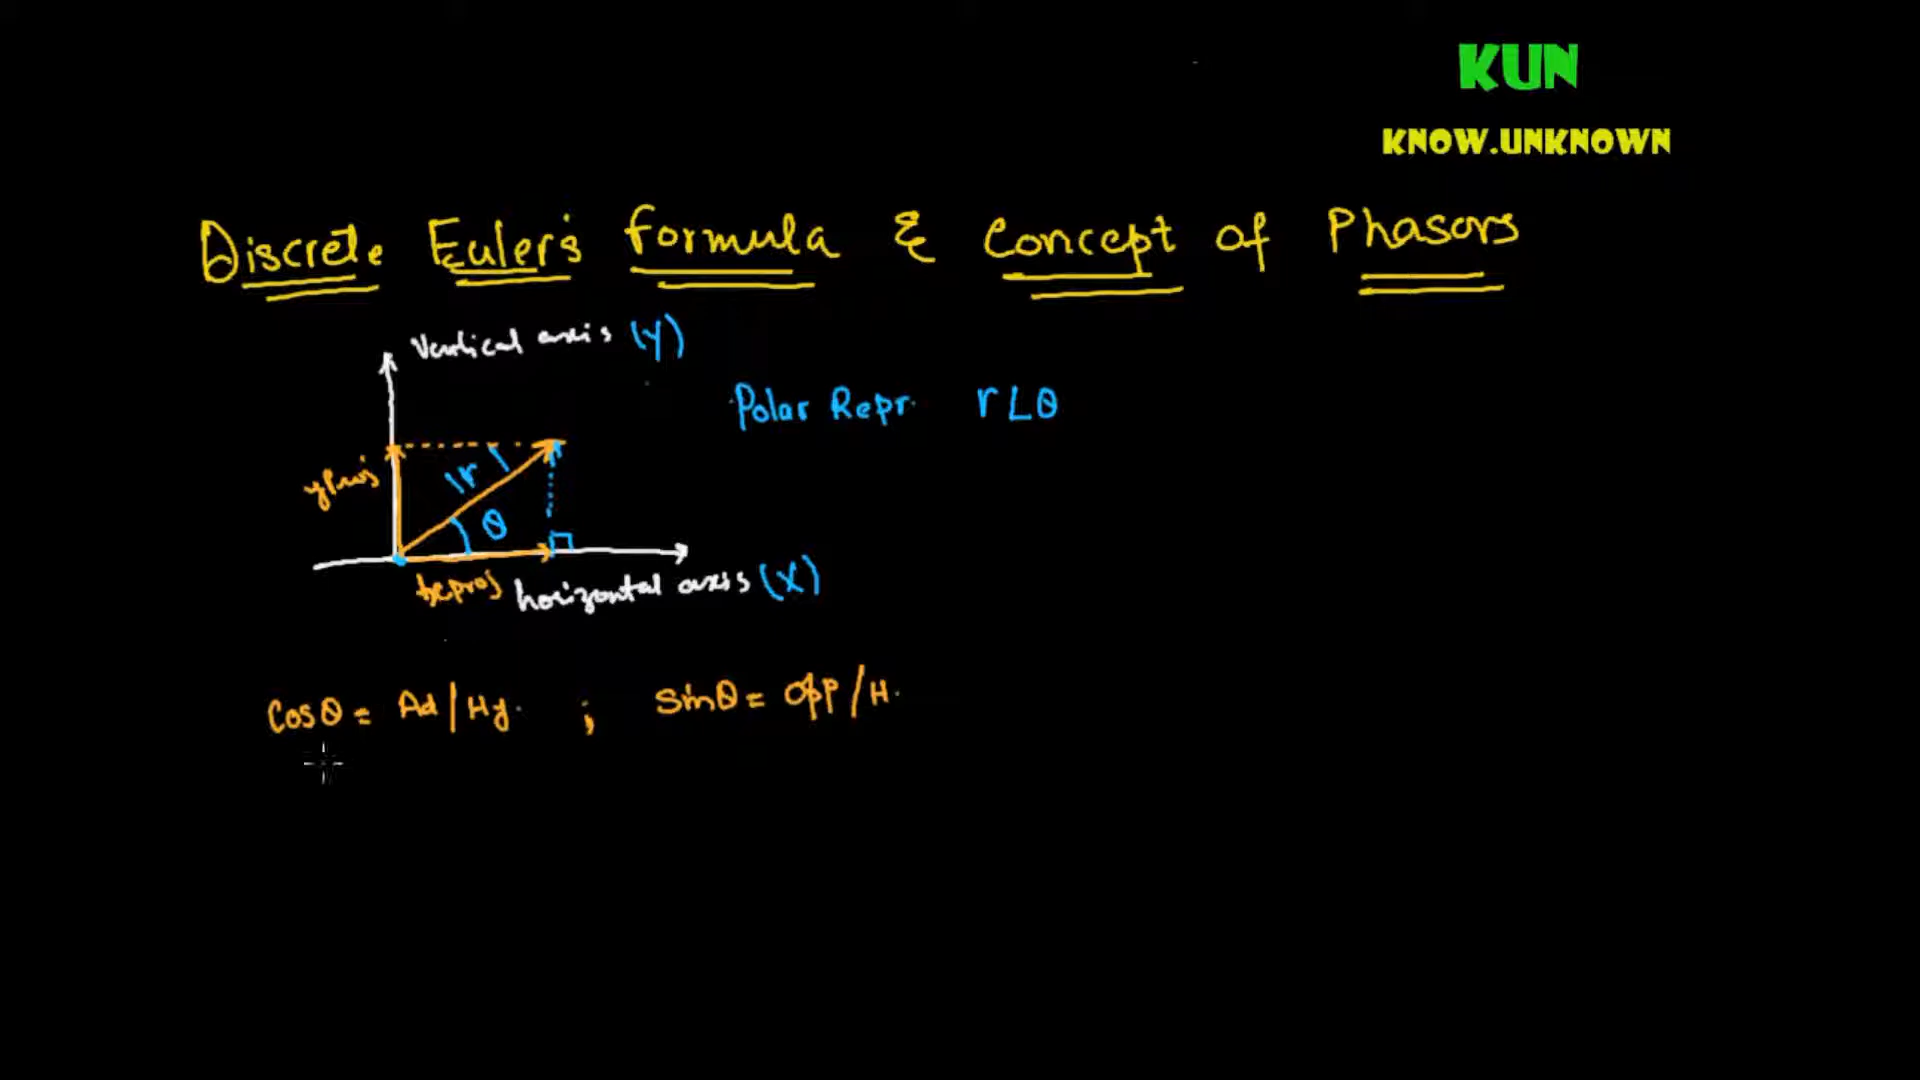 KUN
KNOW.UNKNOWN
Discrete Euler's formula & Concept of Phasors
Vertical axis (Y)
Polar Repr. r∠θ
r
θ
horizontal axis (X)
Cosθ = Ad/Hy. ; Sinθ = Opp/H.